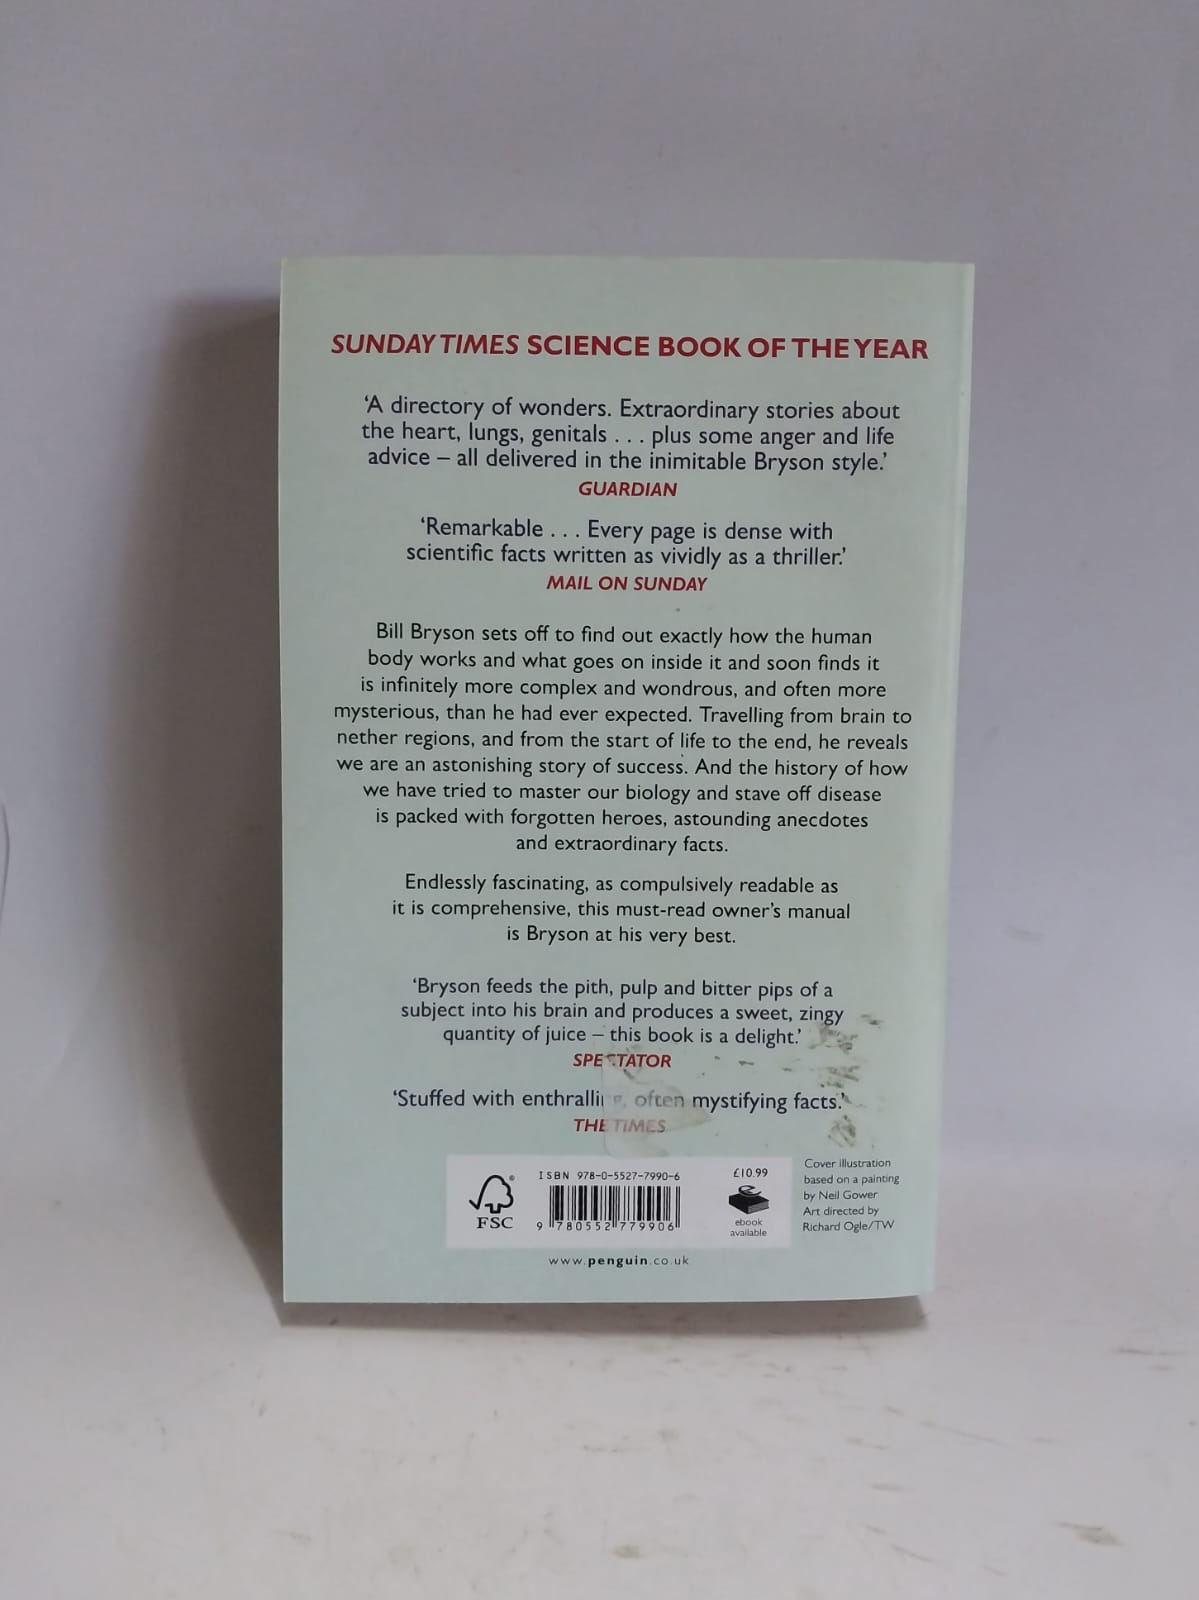 SUNDAY TIMES SCIENCE BOOK OF THE YEAR
‘A directory of wonders. Extraordinary stories about
the heart, lungs, genitals . . . plus some anger and life
advice – all delivered in the inimitable Bryson style.’
GUARDIAN
‘Remarkable . . . Every page is dense with
scientific facts written as vividly as a thriller.’
MAIL ON SUNDAY
Bill Bryson sets off to find out exactly how the human
body works and what goes on inside it and soon finds it
is infinitely more complex and wondrous, and often more
mysterious, than he had ever expected. Travelling from brain to
nether regions, and from the start of life to the end, he reveals
we are an astonishing story of success. And the history of how
we have tried to master our biology and stave off disease
is packed with forgotten heroes, astounding anecdotes
and extraordinary facts.
Endlessly fascinating, as compulsively readable as
it is comprehensive, this must-read owner’s manual
is Bryson at his very best.
‘Bryson feeds the pith, pulp and bitter pips of a
subject into his brain and produces a sweet, zingy
quantity of juice – this book is a delight.’
SPECTATOR
‘Stuffed with enthralling, often mystifying facts.’
THE TIMES
FSC
ISBN 978-0-5527-7990-6
9 780552 779906
£10.99
ebook
available
Cover illustration
based on a painting
by Neil Gower
Art directed by
Richard Ogle/TW
www.penguin.co.uk